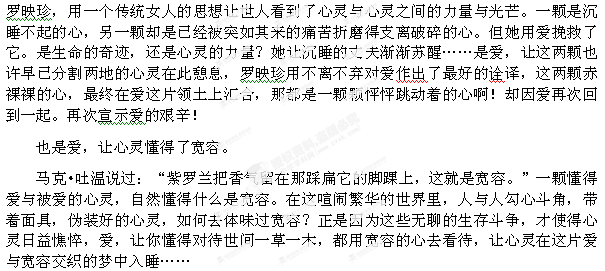 罗映珍，用一个传统女人的思想让世人看到了心灵与心灵之间的力量与光芒。一颗是沉
睡不起的心，另一颗却是已经被突如其米的痛苦折磨得支离破碎的心。但她用爱挽救了
它。是生命的奇迹，还是心灵的力量？她让沉睡的丈夫渐渐苏醒……是爱，让这两颗也
许早已分割两地的心灵在此憩息，罗映珍用不离不弃对爱作出了最好的诠译，这两颗赤
裸裸的心，最终在爱这片领土上汇合，那都是一颗颗怦怦跳动着的心啊！却因爱再次回
到一起。再次宣示爱的艰辛！
也是爱，让心灵懂得了宽容。
马克•吐温说过：“紫罗兰把香气留在那踩扁它的脚踝上，这就是宽容。”一颗懂得
爱与被爱的心灵，自然懂得什么是宽容。在这喧闹繁华的世界里，人与人勾心斗角，带
着面具，伪装好的心灵，如何去体味过宽容？正是因为这些无聊的生存斗争，才使得心
灵日益憔悴，爱，让你懂得对待世间一草一木，都用宽容的心去看待，让心灵在这片爱
与宽容交织的梦中入睡……